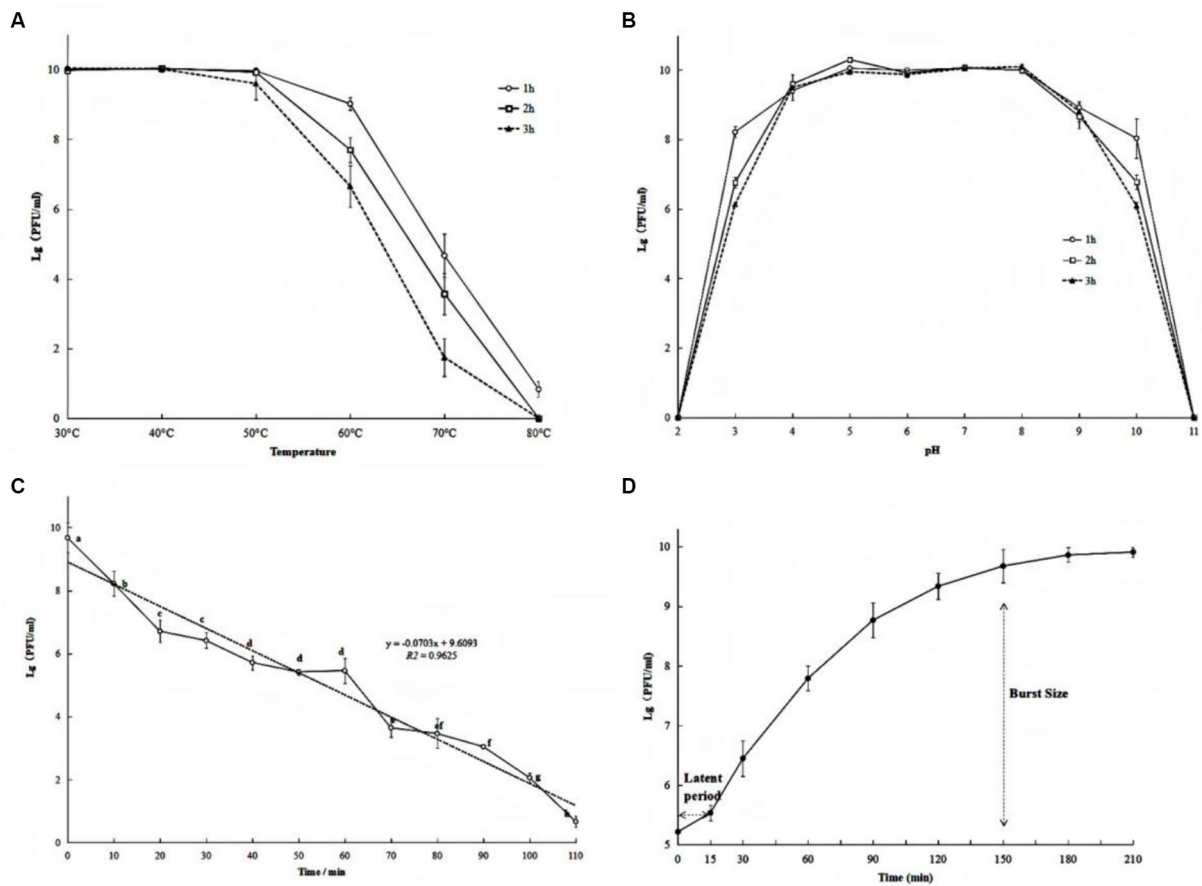 A
Lg (PFU/ml)
10
8
6
4
2
0
1h
2h
3h
30°C 40°C 50°C 60°C 70°C 80°C
Temperature
B
Lg (PFU/ml)
10
8
6
4
2
0
1h
2h
3h
2 3 4 5 6 7 8 9 10 11
pH
C
Lg (PFU/ml)
10
8
6
4
2
0
a
b
c
c
d
d
d
e
ef
f
g
y = -0.0703x + 9.6093
R2 = 0.9625
0 10 20 30 40 50 60 70 80 90 100 110
Time / min
D
Lg (PFU/ml)
10
9
8
7
6
5
Latent
period
Burst Size
0 15 30 60 90 120 150 180 210
Time (min)